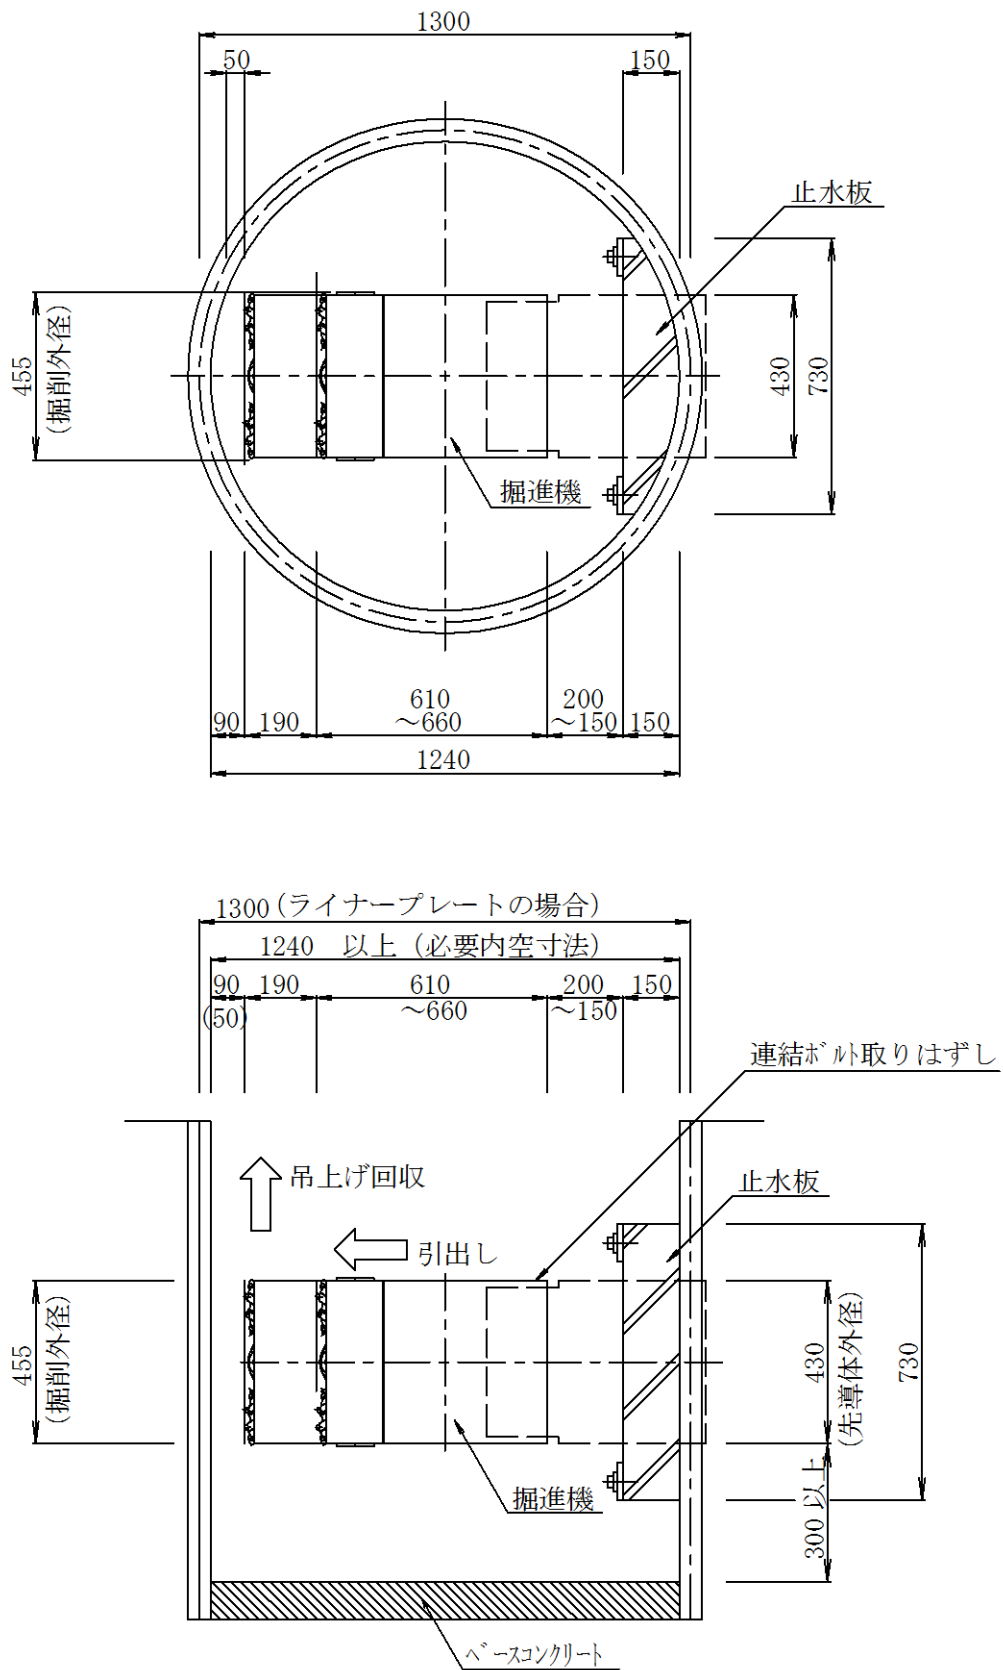 1300
50
150
止水板
455
(掘削外径)
430
730
掘進機
610
200
90
190
～660
～150
150
1240
1300(ライナープレートの場合)
1240 以上（必要内空寸法）
90
190
610
200
150
(50)
～660
～150
連結ボルト取りはずし
吊上げ回収
止水板
引出し
455
(掘削外径)
430
(先導体外径)
730
掘進機
300以上
ベースコンクリート